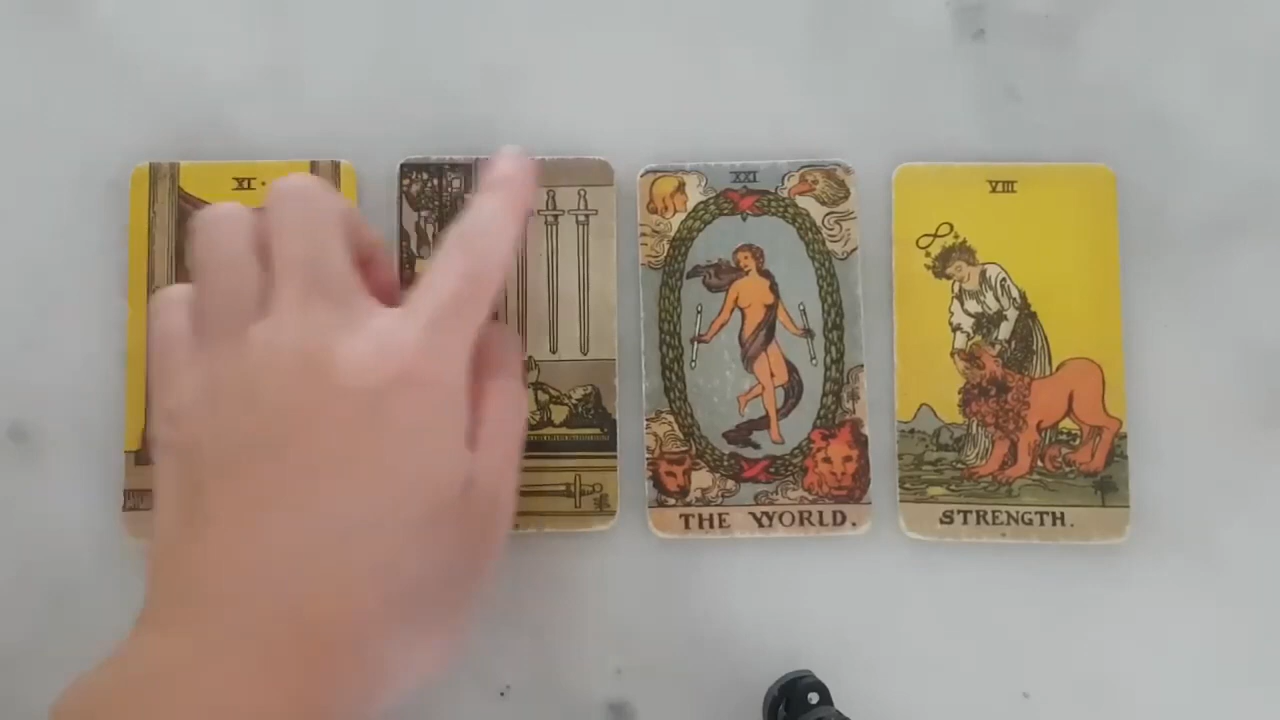 XI.
XXI
VIII
THE WORLD.
STRENGTH.